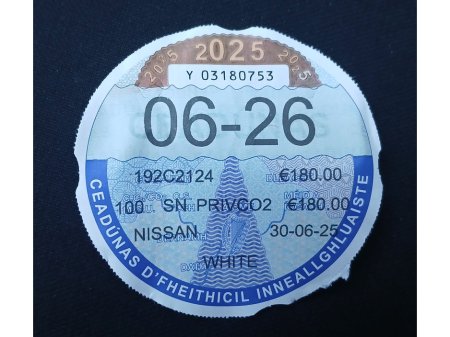 2025 2025 2025
Y 03180753
06-26
192C2124 €180.00
100 SN PRIVCO2 €180.00
NISSAN 30-06-25
WHITE
CEADÚNAS D'FHEITHICIL INNEALLGHLUAISTE